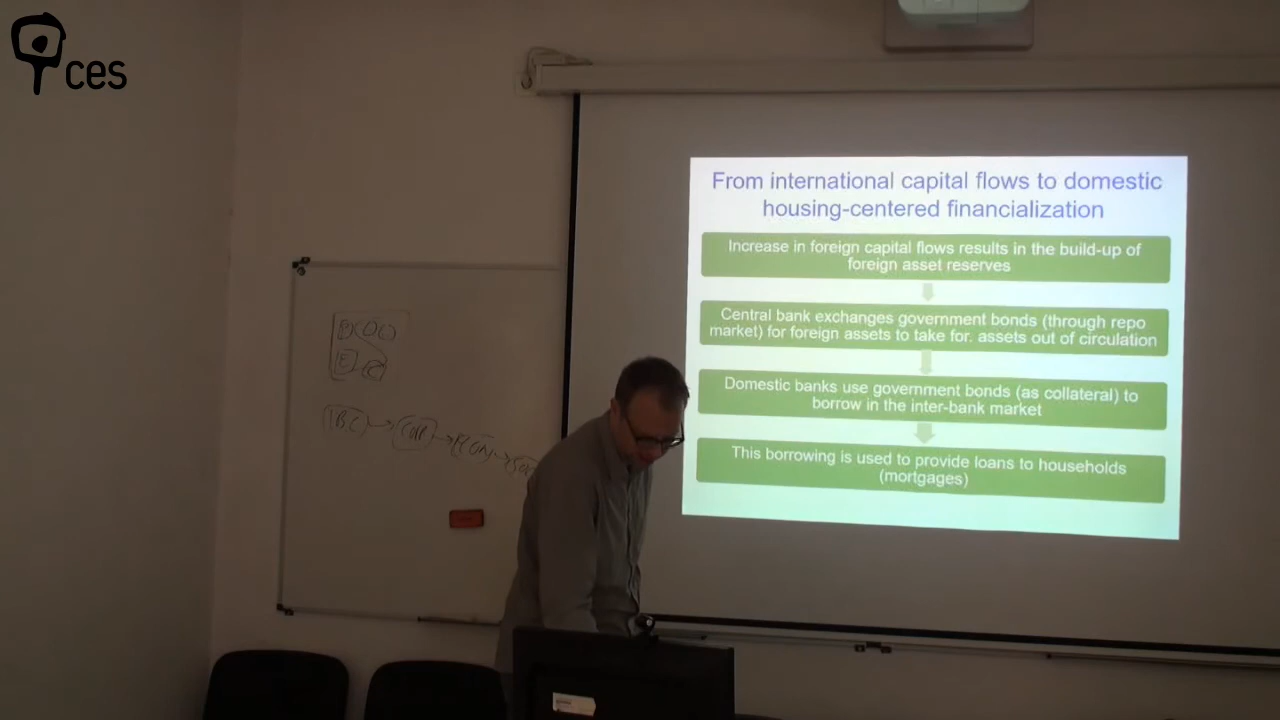 ces
From international capital flows to domestic
housing-centered financialization
Increase in foreign capital flows results in the build-up of
foreign asset reserves
Central bank exchanges government bonds (through repo
market) for foreign assets to take for. assets out of circulation
Domestic banks use government bonds (as collateral) to
borrow in the inter-bank market
This borrowing is used to provide loans to households
(mortgages)